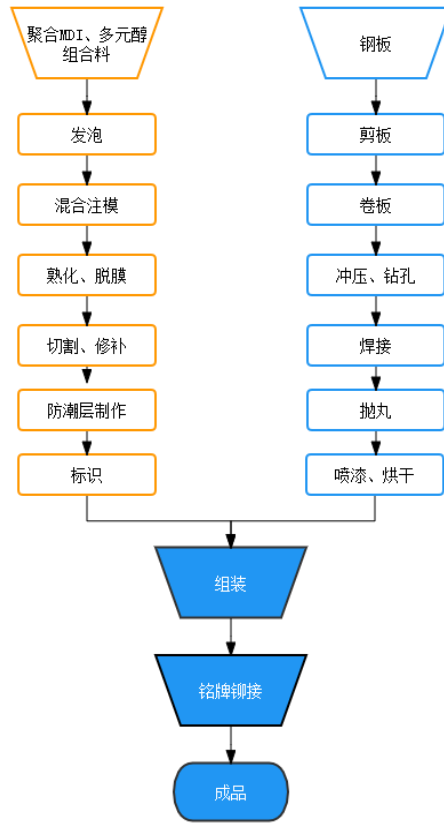 聚合MDI、多元醇
组合料
发泡
混合注模
熟化、脱膜
切割、修补
防潮层制作
标识
钢板
剪板
卷板
冲压、钻孔
焊接
抛丸
喷漆、烘干
组装
铭牌铆接
成品